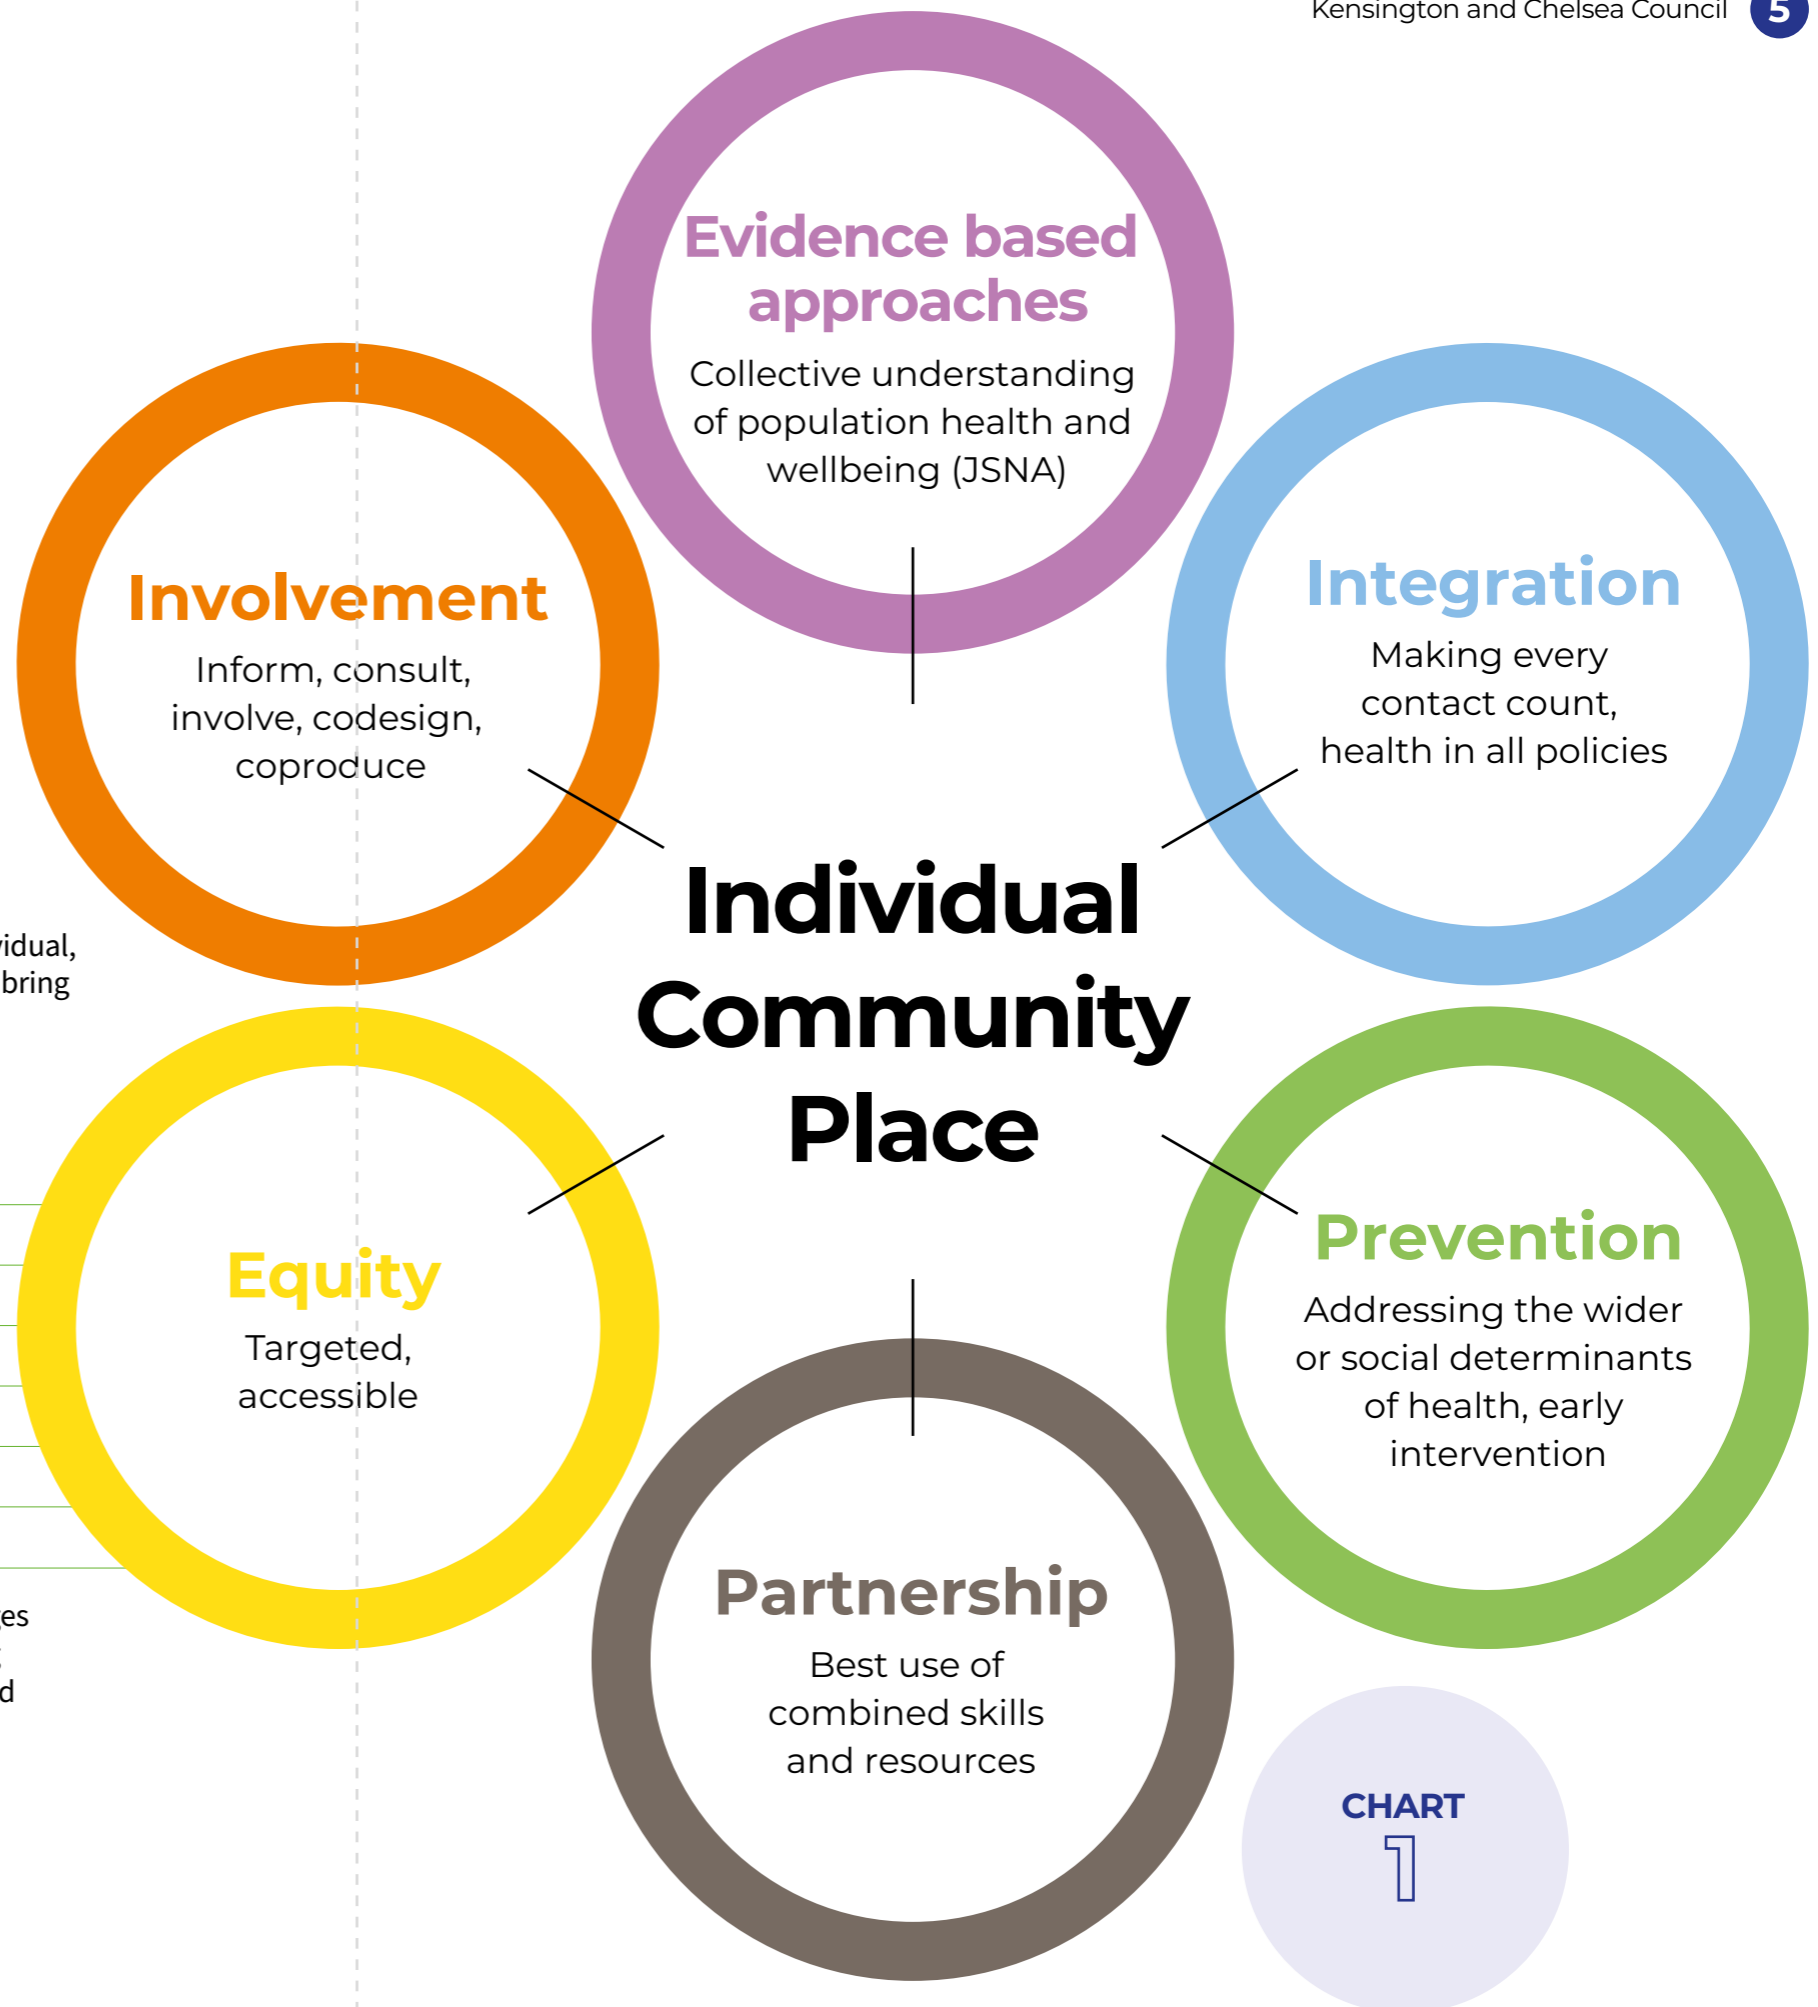 Kensington and Chelsea Council 5
Evidence based
approaches
Collective understanding
of population health and
wellbeing (JSNA)
Involvement
Inform, consult,
involve, codesign,
coproduce
Integration
Making every
contact count,
health in all policies
Individual
Community
Place
bring
Equity
Targeted,
accessible
Prevention
Addressing the wider
or social determinants
of health, early
intervention
Partnership
Best use of
combined skills
and resources
CHART
1